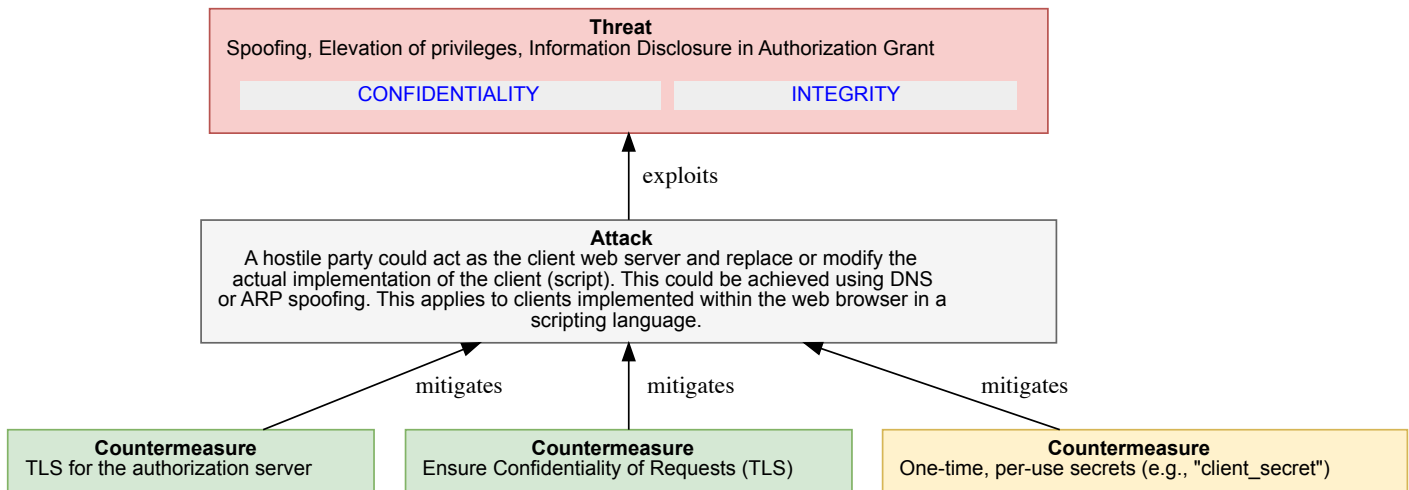 Threat
Spoofing, Elevation of privileges, Information Disclosure in Authorization Grant
CONFIDENTIALITY
INTEGRITY
exploits
Attack
A hostile party could act as the client web server and replace or modify the
actual implementation of the client (script). This could be achieved using DNS
or ARP spoofing. This applies to clients implemented within the web browser in a
scripting language.
mitigates
mitigates
mitigates
Countermeasure
TLS for the authorization server
Countermeasure
Ensure Confidentiality of Requests (TLS)
Countermeasure
One-time, per-use secrets (e.g., "client_secret")